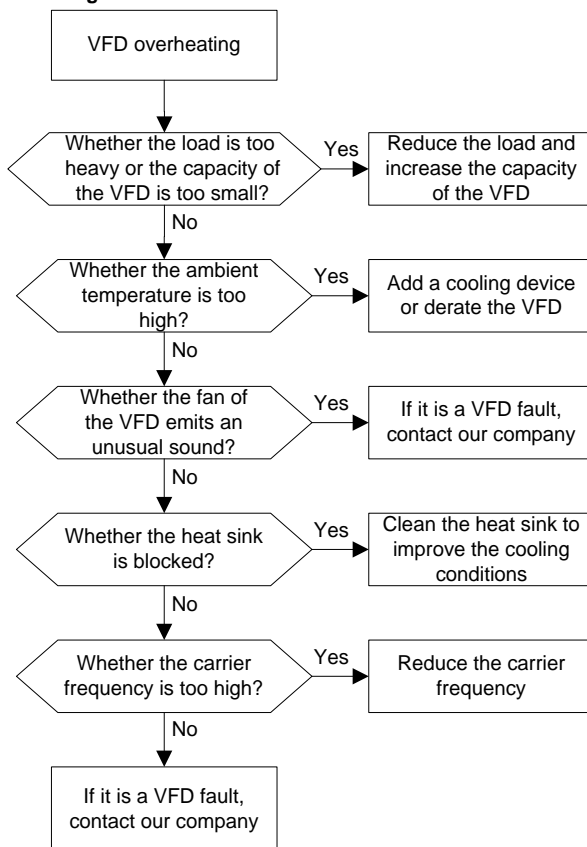 VFD overheating
Whether the load is too
heavy or the capacity of
the VFD is too small?
Yes
Reduce the load and
increase the capacity
of the VFD
No
Whether the ambient
temperature is too
high?
Yes
Add a cooling device
or derate the VFD
No
Whether the fan of
the VFD emits an
unusual sound?
Yes
If it is a VFD fault,
contact our company
No
Whether the heat sink
is blocked?
Yes
Clean the heat sink to
improve the cooling
conditions
No
Whether the carrier
frequency is too high?
Yes
Reduce the carrier
frequency
No
If it is a VFD fault,
contact our company